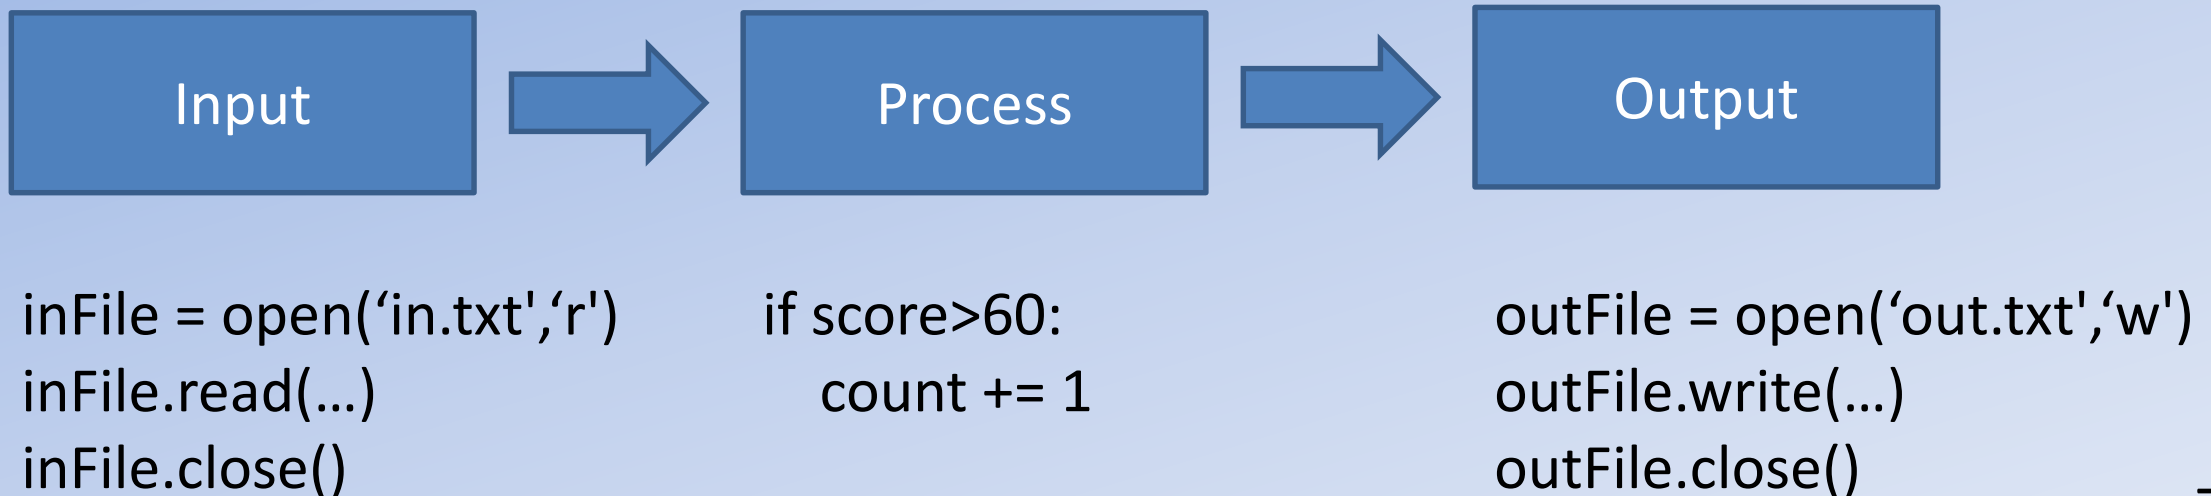 Input
Process
Output
inFile = open(‘in.txt',‘r')
inFile.read(…)
inFile.close()
if score>60:
count += 1
outFile = open(‘out.txt',‘w')
outFile.write(…)
outFile.close()